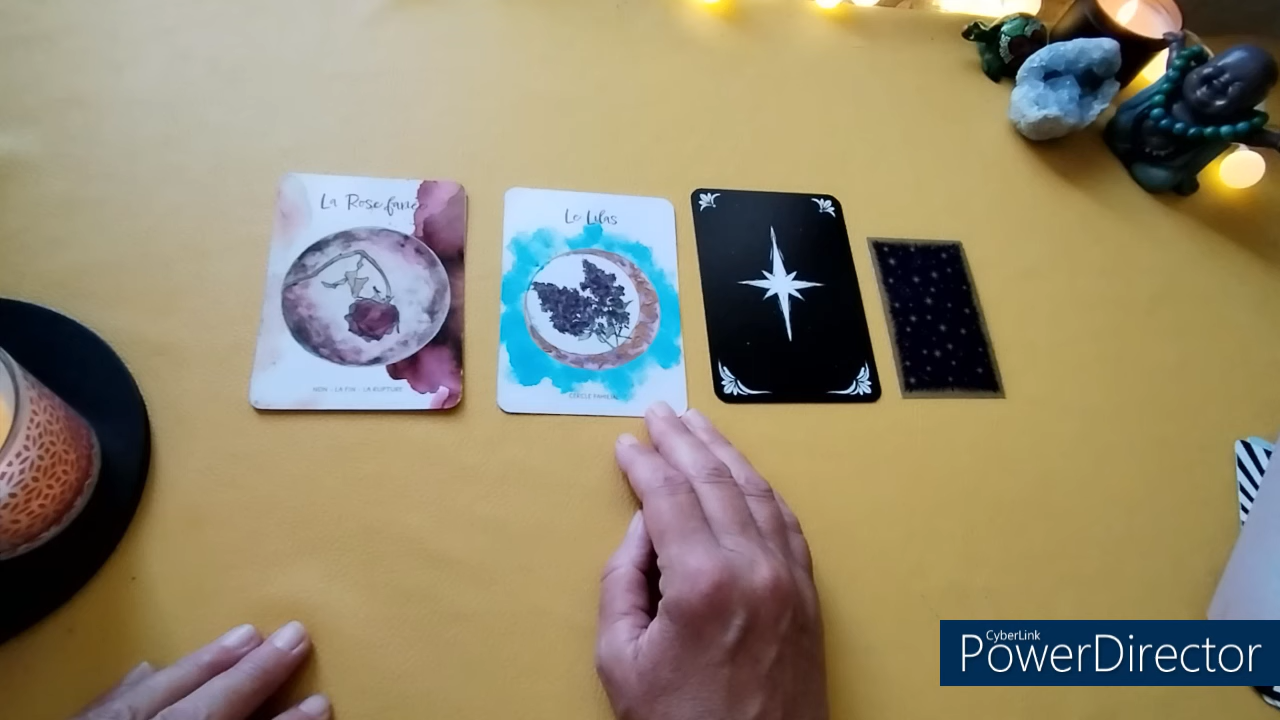 La Rose fanée
NON - LA FIN - LA RUPTURE
Le Lilas
CERCLE FAMILIAL
CyberLink
PowerDirector